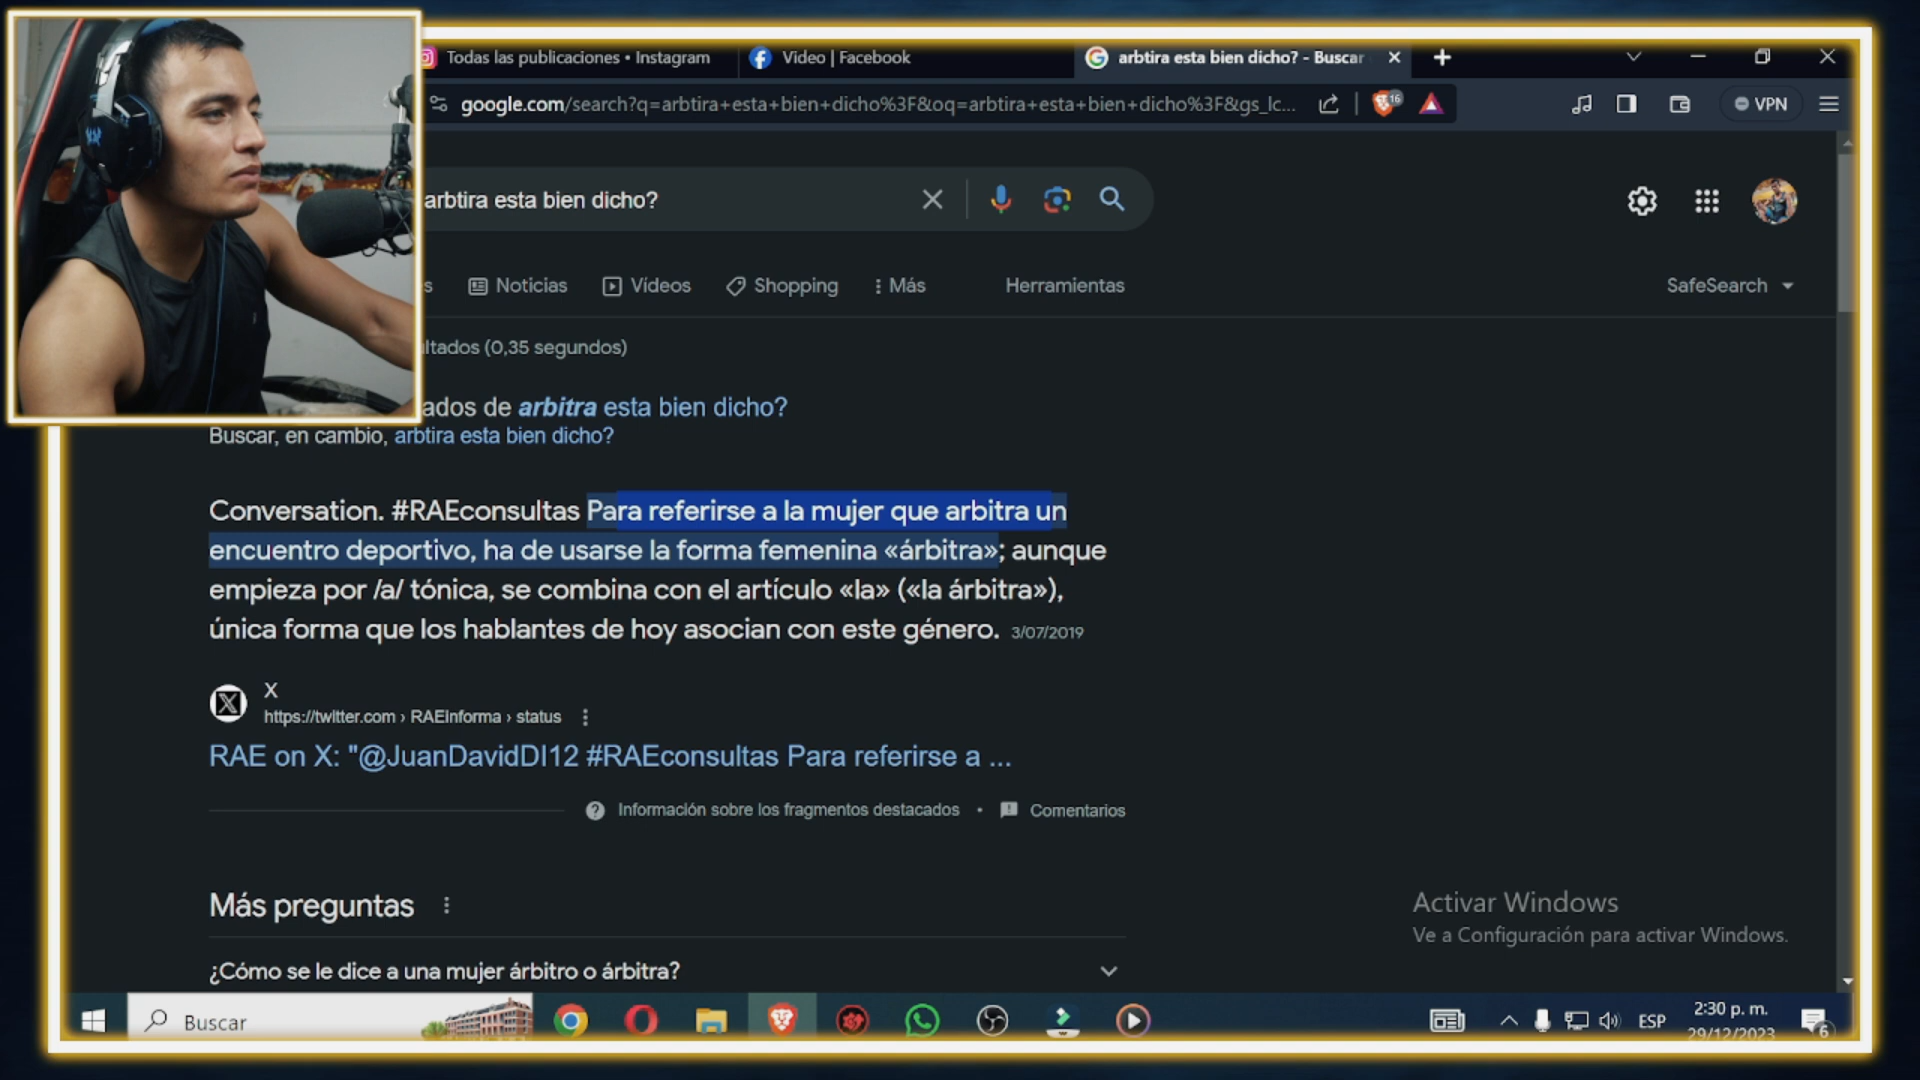 Todas las publicaciones • Instagram
Video | Facebook
arbtira esta bien dicho? - Buscar
google.com/search?q=arbtira+esta+bien+dicho%3F&oq=arbtira+esta+bien+dicho%3F&gs_lc...
16
VPN
arbtira esta bien dicho?
s
Noticias
Vídeos
Shopping
Más
Herramientas
SafeSearch
ltados (0,35 segundos)
ados de arbitra esta bien dicho?
Buscar, en cambio, arbtira esta bien dicho?
Conversation. #RAEconsultas Para referirse a la mujer que arbitra un
encuentro deportivo, ha de usarse la forma femenina «árbitra»; aunque
empieza por /a/ tónica, se combina con el artículo «la» («la árbitra»),
única forma que los hablantes de hoy asocian con este género. 3/07/2019
X
https://twitter.com › RAEInforma › status
RAE on X: "@JuanDavidDI12 #RAEconsultas Para referirse a ...
Información sobre los fragmentos destacados • Comentarios
Más preguntas
¿Cómo se le dice a una mujer árbitro o árbitra?
Activar Windows
Ve a Configuración para activar Windows.
Buscar
ESP
2:30 p. m.
29/12/2023
6